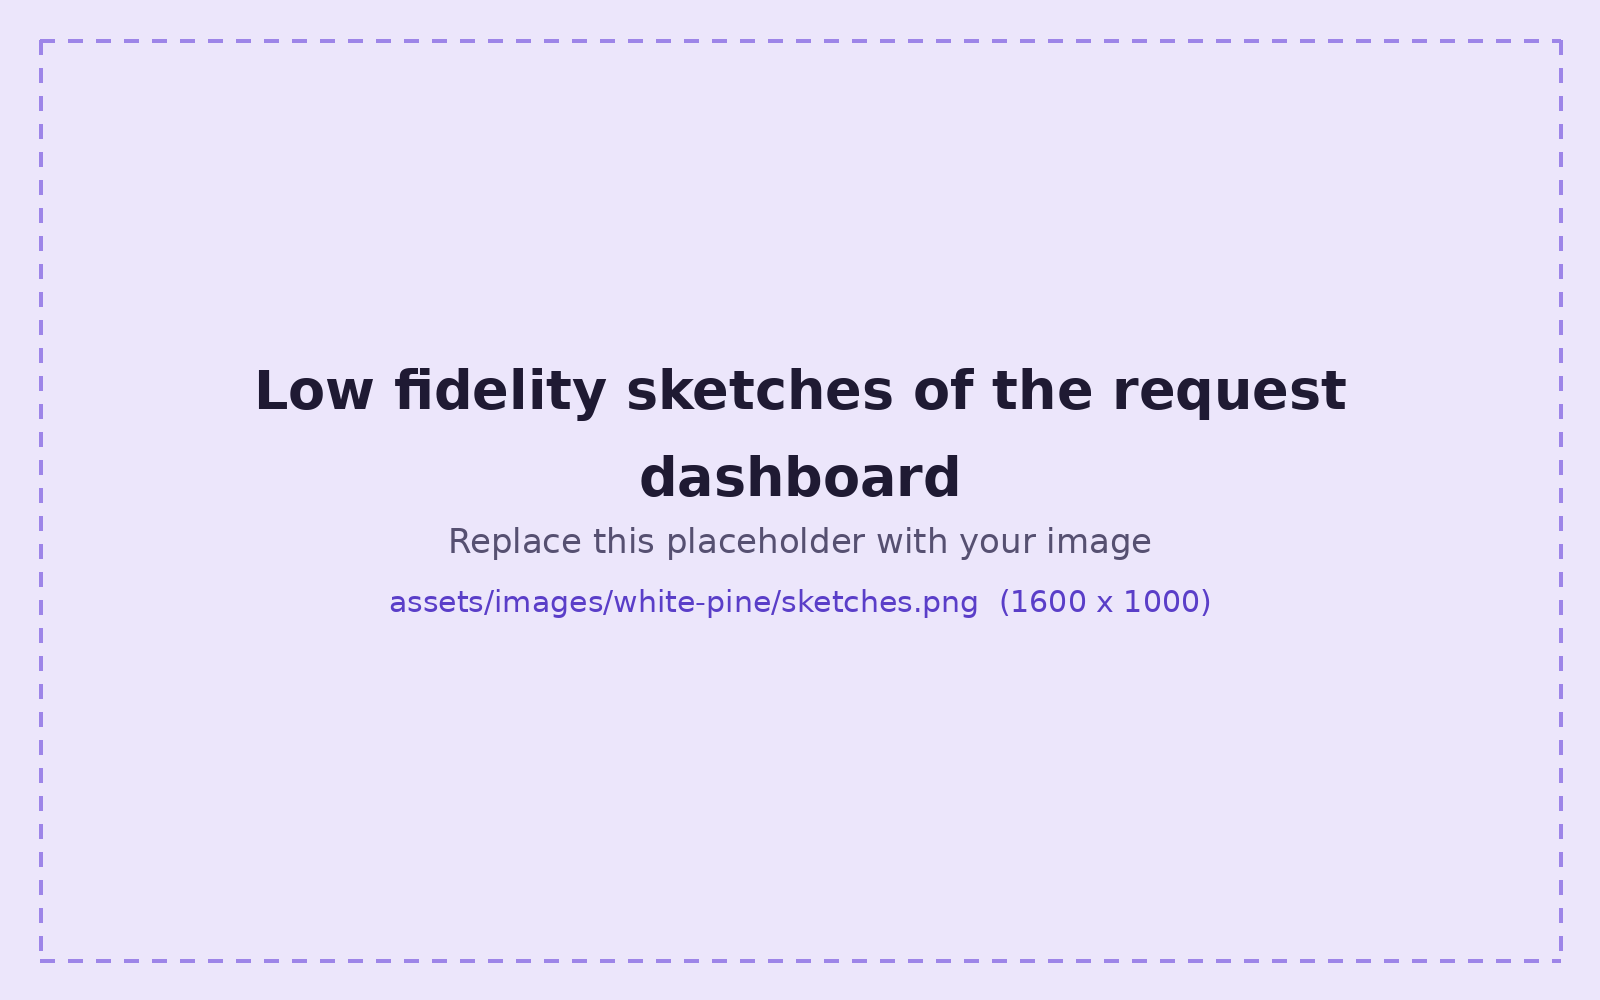 Low fidelity sketches of the request
dashboard
Replace this placeholder with your image
assets/images/white-pine/sketches.png (1600 x 1000)